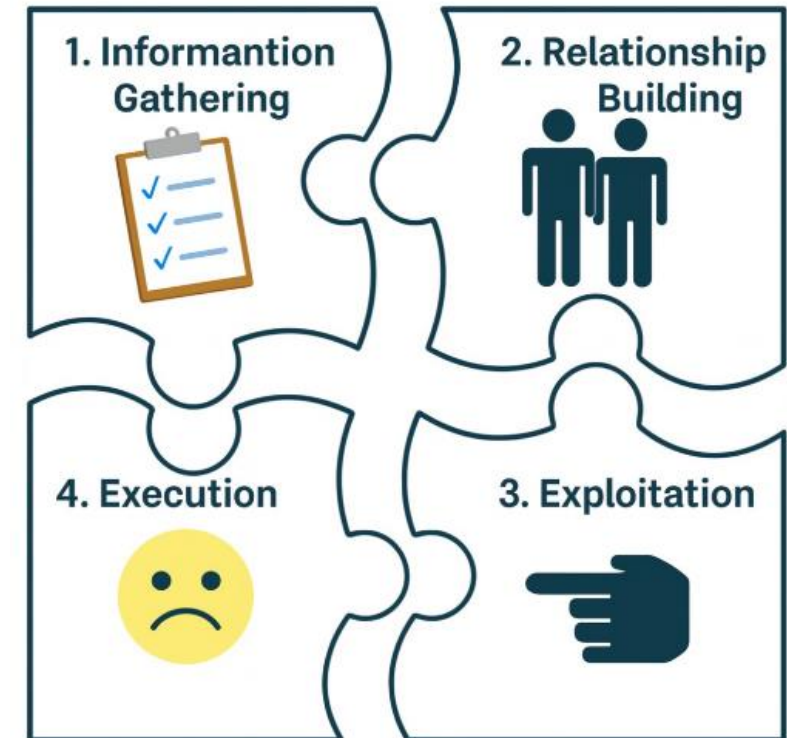 1. Informantion
Gathering
2. Relationship
Building
3. Exploitation
4. Execution